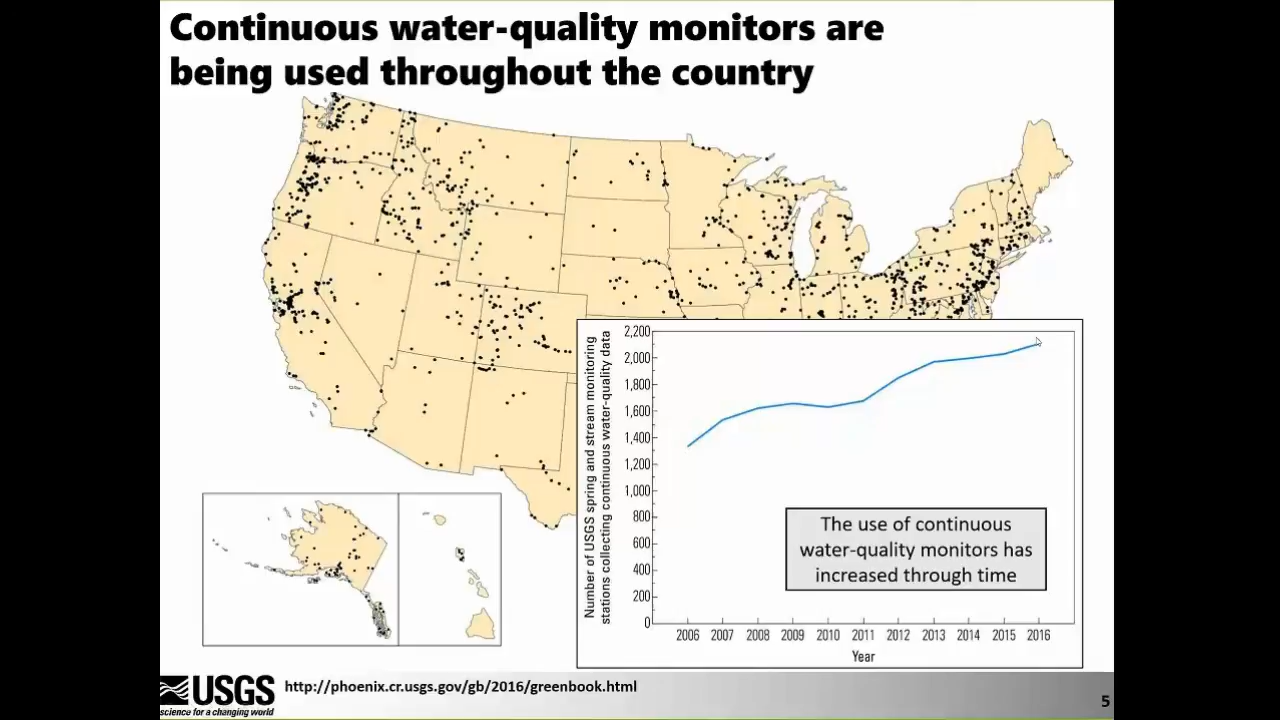 Continuous water-quality monitors are
being used throughout the country
Number of USGS spring and stream monitoring
stations collecting continuous water-quality data
2,200
2,000
1,800
1,600
1,400
1,200
1,000
800
600
400
200
0
The use of continuous
water-quality monitors has
increased through time
2006 2007 2008 2009 2010 2011 2012 2013 2014 2015 2016
Year
USGS
science for a changing world
http://phoenix.cr.usgs.gov/gb/2016/greenbook.html
5